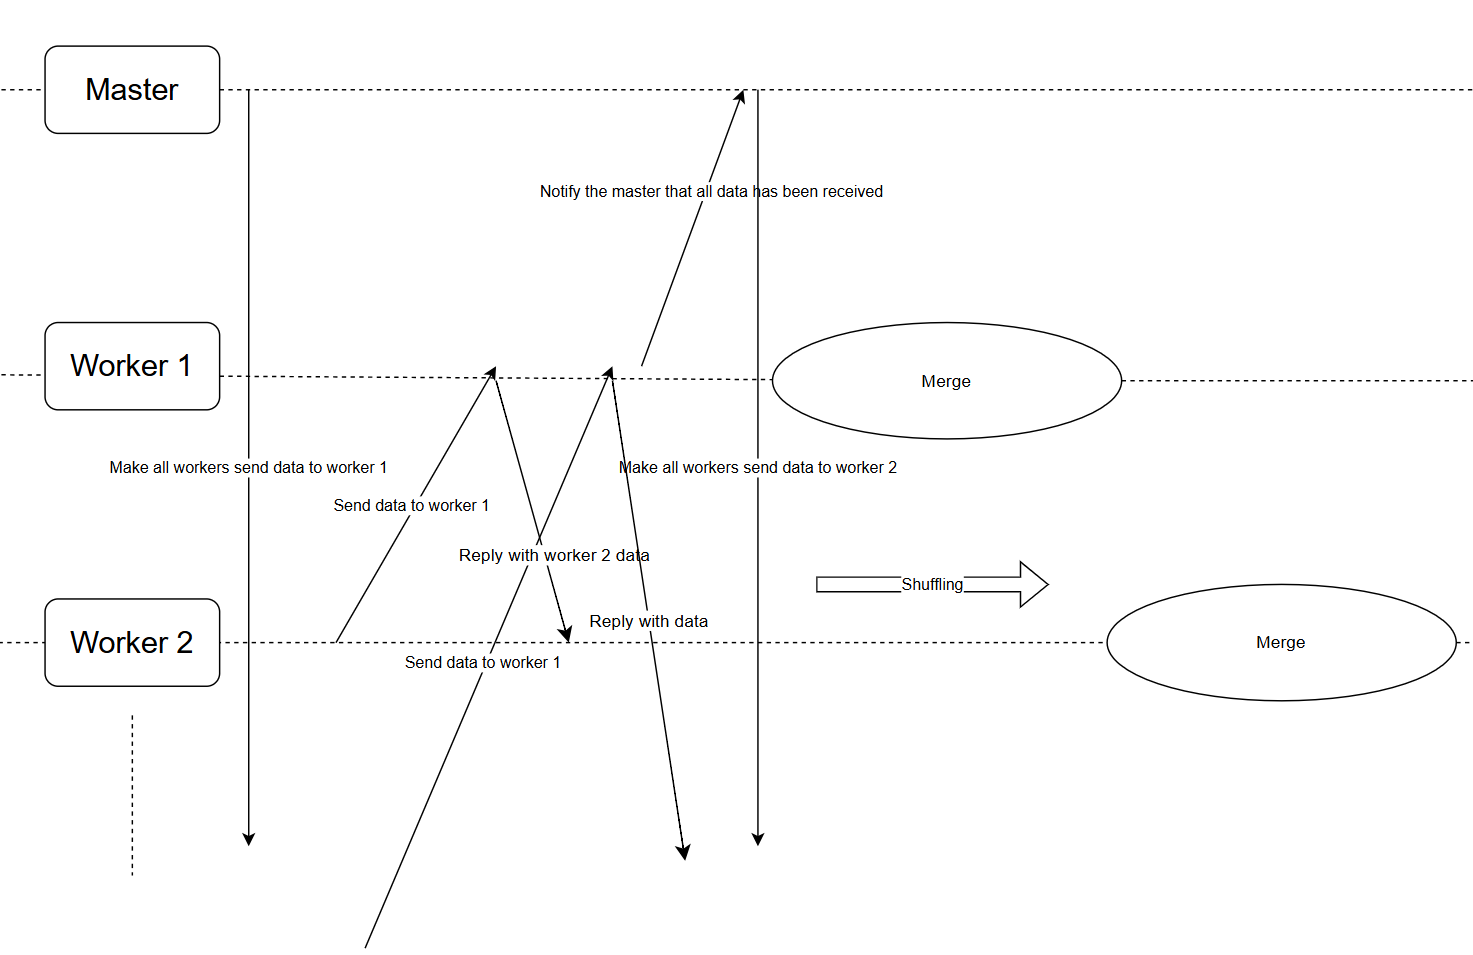 Master
Notify the master that all data has been received
Worker 1
Merge
Make all workers send data to worker 1
Make all workers send data to worker 2
Send data to worker 1
Reply with worker 2 data
Shuffling
Reply with data
Worker 2
Merge
Send data to worker 1